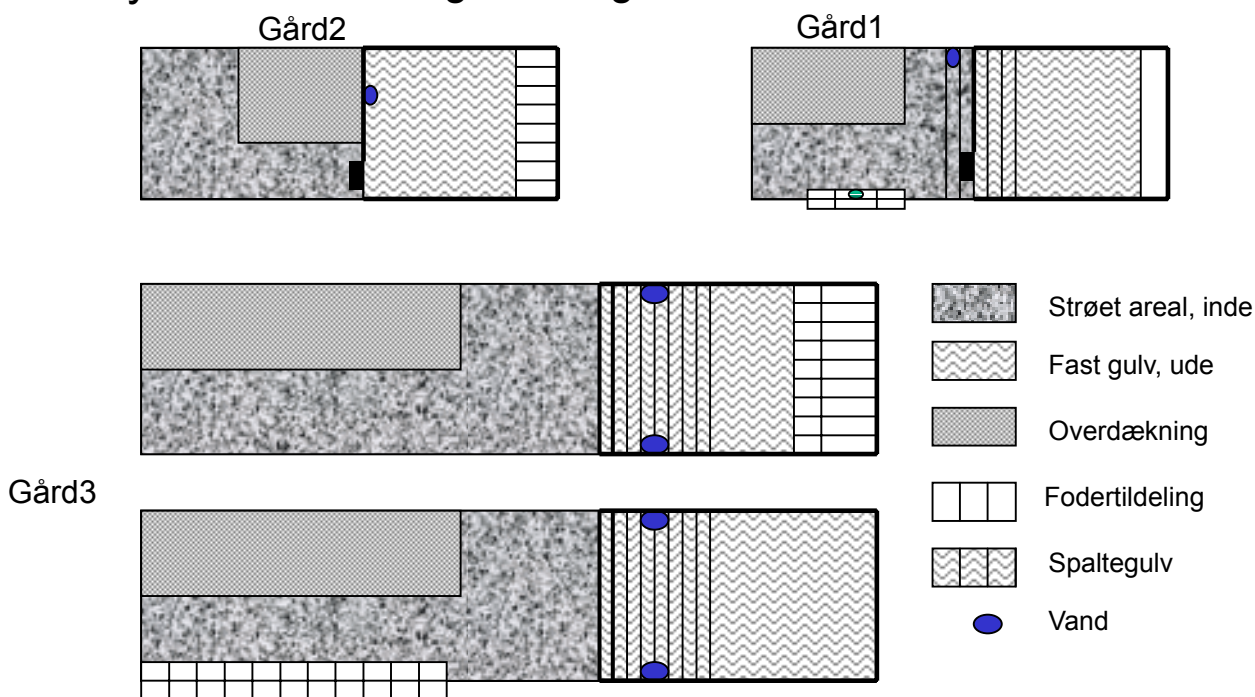 Gård2
Gård1
Strøet areal, inde
Fast gulv, ude
Overdækning
Gård3
Fodertildeling
Spaltegulv
Vand